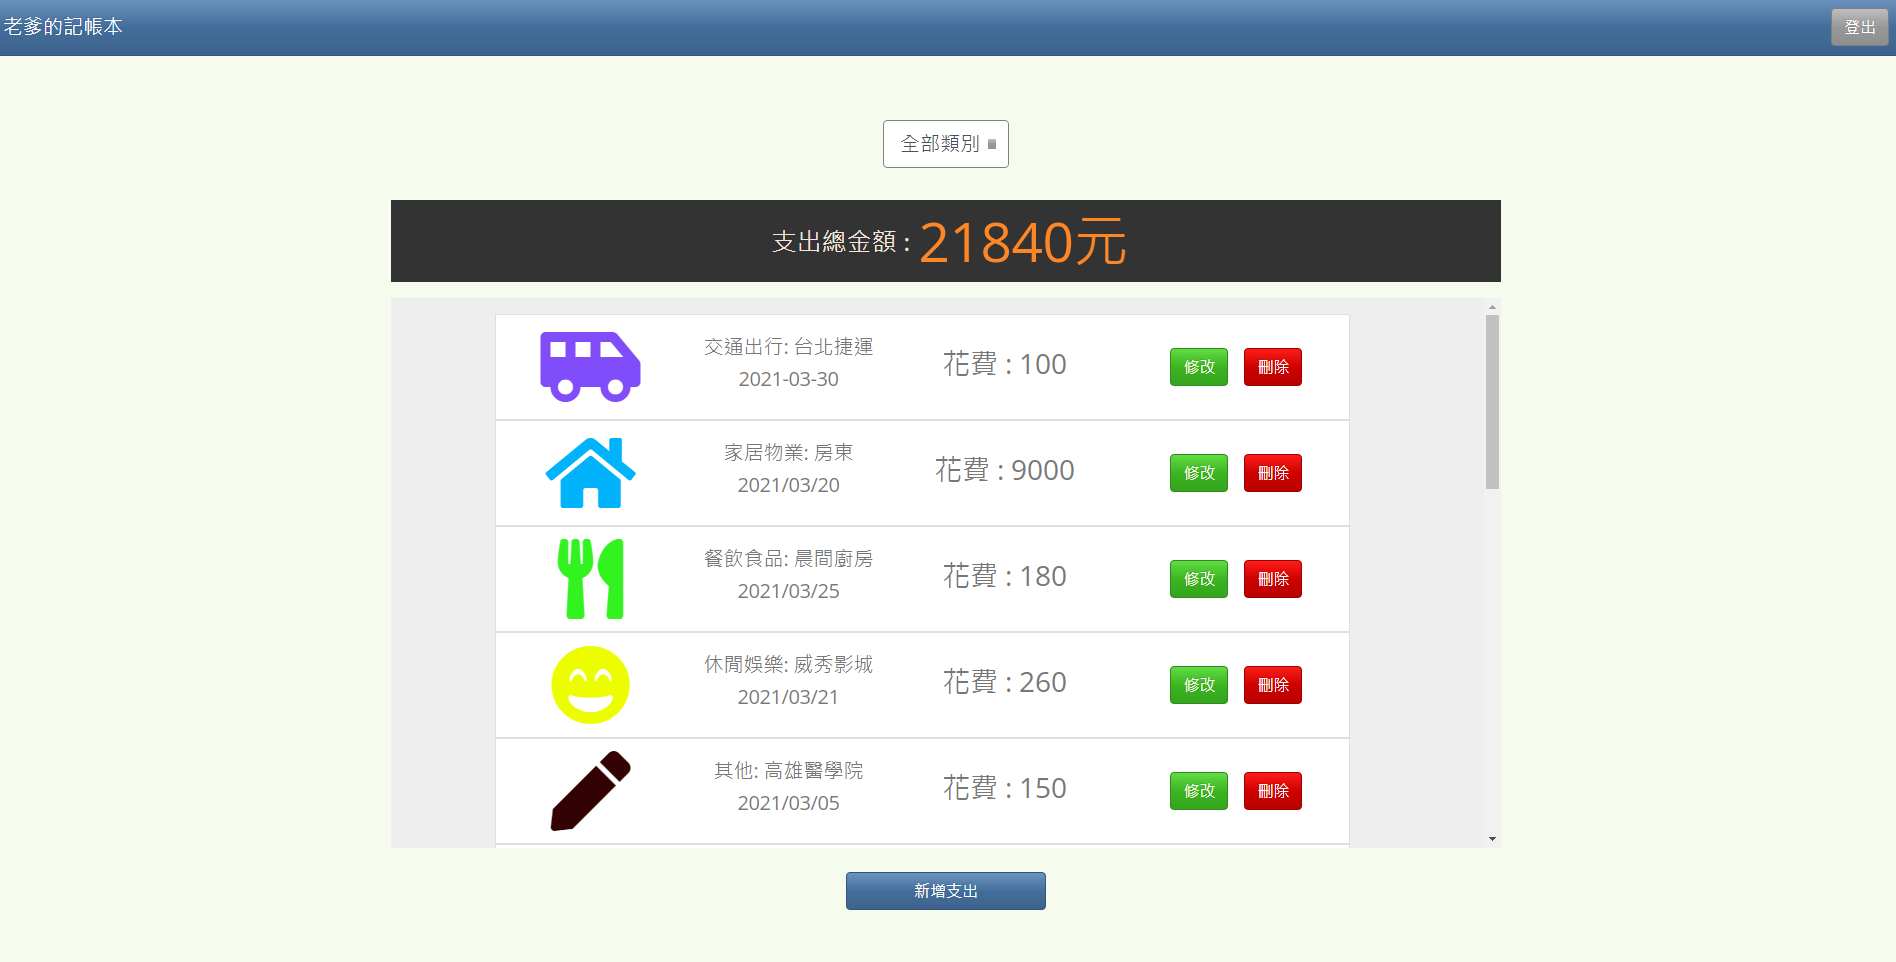 老爹的記帳本
登出
全部類別
支出總金額 : 21840元
交通出行: 台北捷運
2021-03-30
花費 : 100
修改
刪除
家居物業: 房東
2021/03/20
花費 : 9000
修改
刪除
餐飲食品: 晨間廚房
2021/03/25
花費 : 180
修改
刪除
休閒娛樂: 威秀影城
2021/03/21
花費 : 260
修改
刪除
其他: 高雄醫學院
2021/03/05
花費 : 150
修改
刪除
新增支出